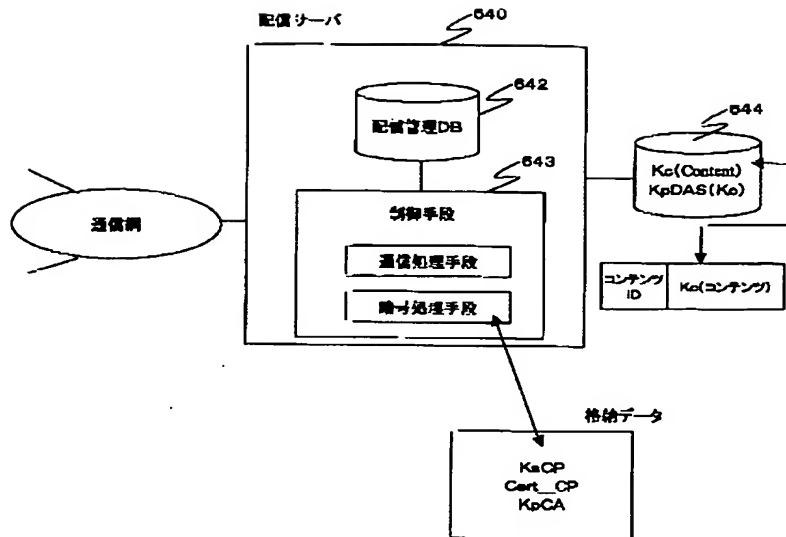 配信サーバ
640
642
配信管理DB
644
Kc(Content)
KpDAS(Kc)
643
制御手段
通信網
通信処理手段
暗号処理手段
コンテンツ
ID
Kc(コンテンツ)
格納データ
KsCP
Cert__CP
KpCA